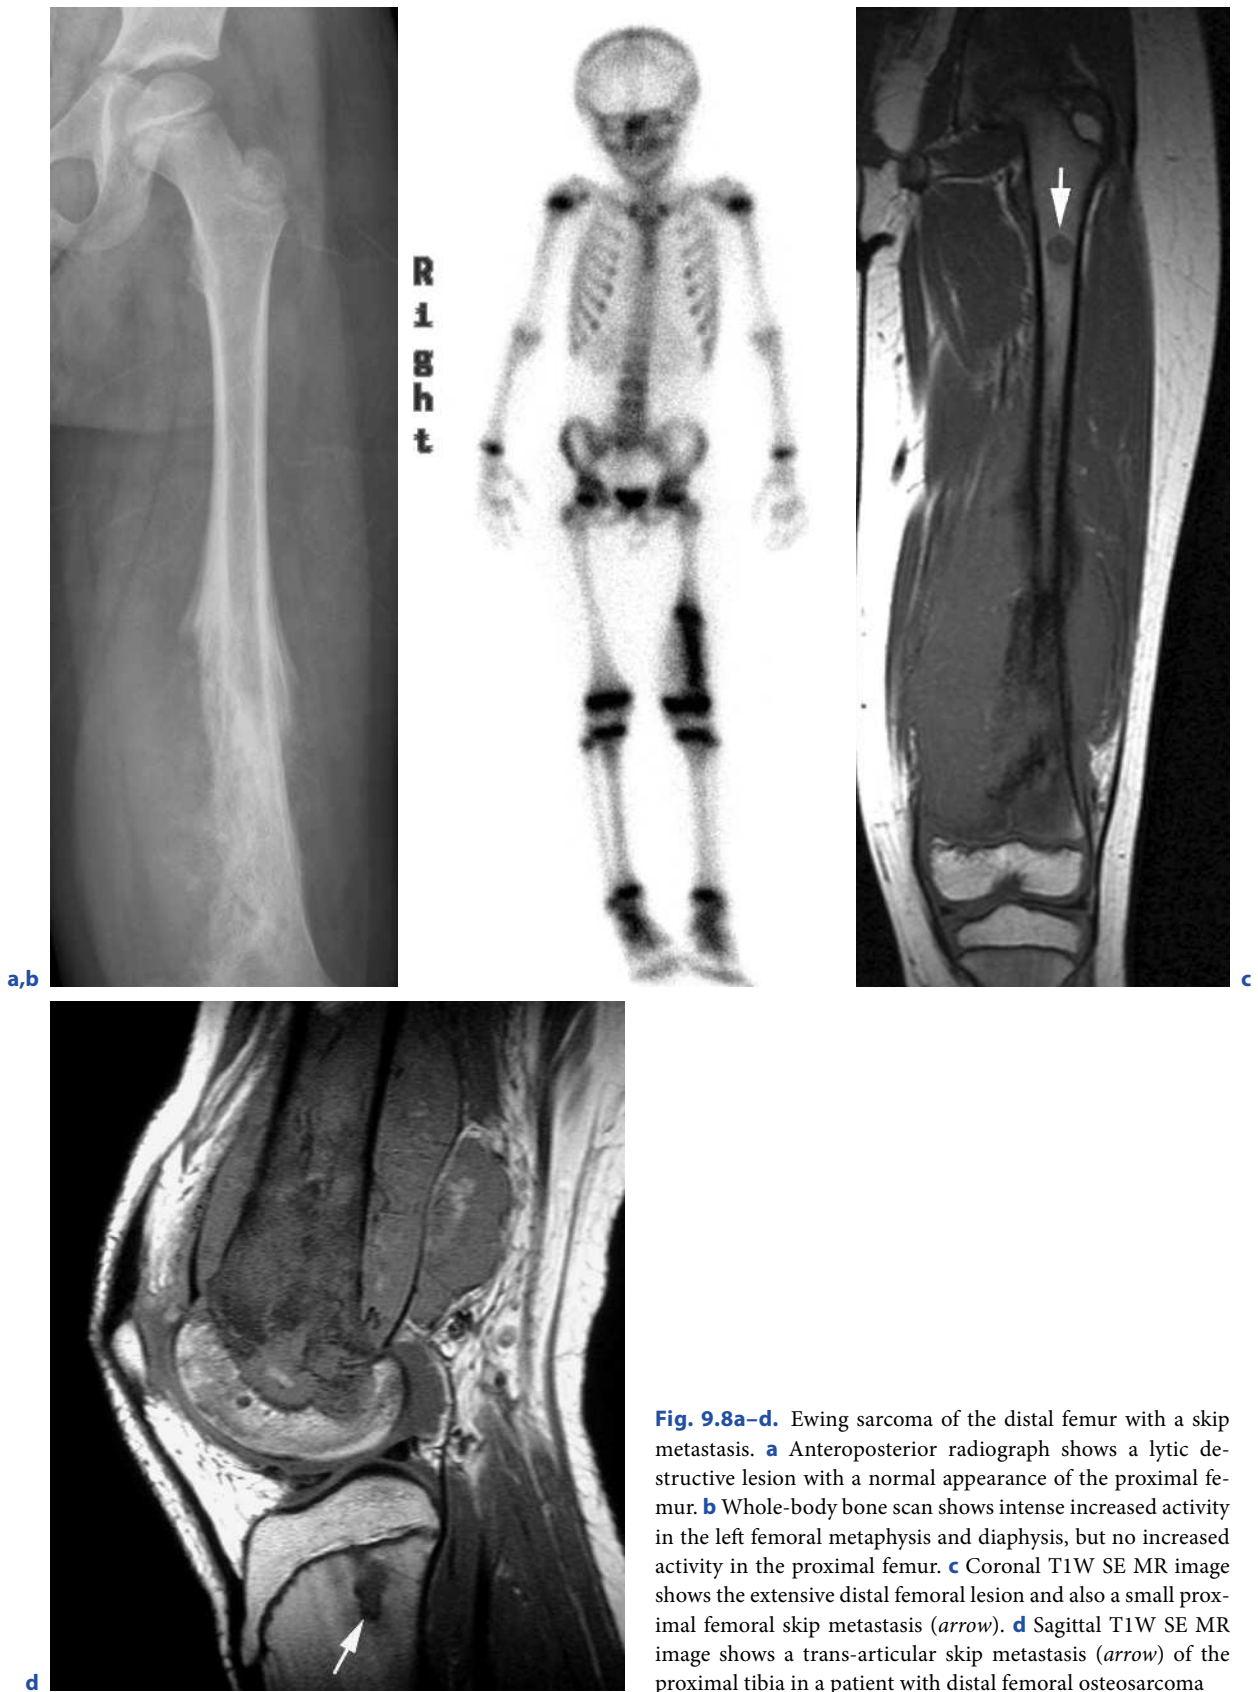 Right
a,b
c
d
Fig. 9.8a–d. Ewing sarcoma of the distal femur with a skip
metastasis. a Anteroposterior radiograph shows a lytic de-
structive lesion with a normal appearance of the proximal fe-
mur. b Whole-body bone scan shows intense increased activity
in the left femoral metaphysis and diaphysis, but no increased
activity in the proximal femur. c Coronal T1W SE MR image
shows the extensive distal femoral lesion and also a small prox-
imal femoral skip metastasis (arrow). d Sagittal T1W SE MR
image shows a trans-articular skip metastasis (arrow) of the
proximal tibia in a patient with distal femoral osteosarcoma